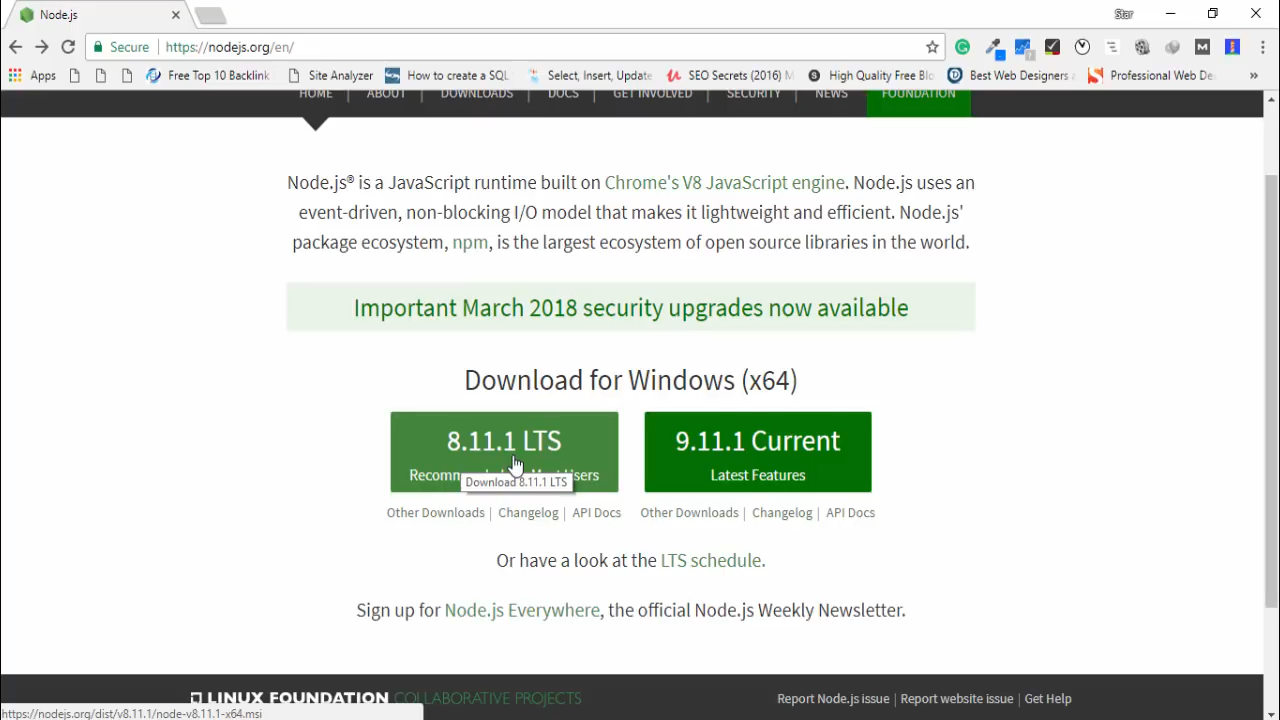 Node.js
Star
Secure https://nodejs.org/en/
Apps Free Top 10 Backlink Site Analyzer How to create a SQL Select, Insert, Update SEO Secrets (2016) High Quality Free Blo Best Web Designers Professional Web De »
HOME | ABOUT | DOWNLOADS | DOCS | GET INVOLVED | SECURITY | NEWS FOUNDATION
Node.js® is a JavaScript runtime built on Chrome's V8 JavaScript engine. Node.js uses an
event-driven, non-blocking I/O model that makes it lightweight and efficient. Node.js'
package ecosystem, npm, is the largest ecosystem of open source libraries in the world.
Important March 2018 security upgrades now available
Download for Windows (x64)
8.11.1 LTS
9.11.1 Current
Users
Latest Features
Download 8.11.1 LTS
Other Downloads | Changelog | API Docs
Other Downloads | Changelog | API Docs
Or have a look at the LTS schedule.
Sign up for Node.js Everywhere, the official Node.js Weekly Newsletter.
LINUX FOUNDATION COLLABORATIVE PROJECTS
Report Node.js issue | Report website issue | Get Help
https://nodejs.org/dist/v8.11.1/node-v8.11.1-x64.msi